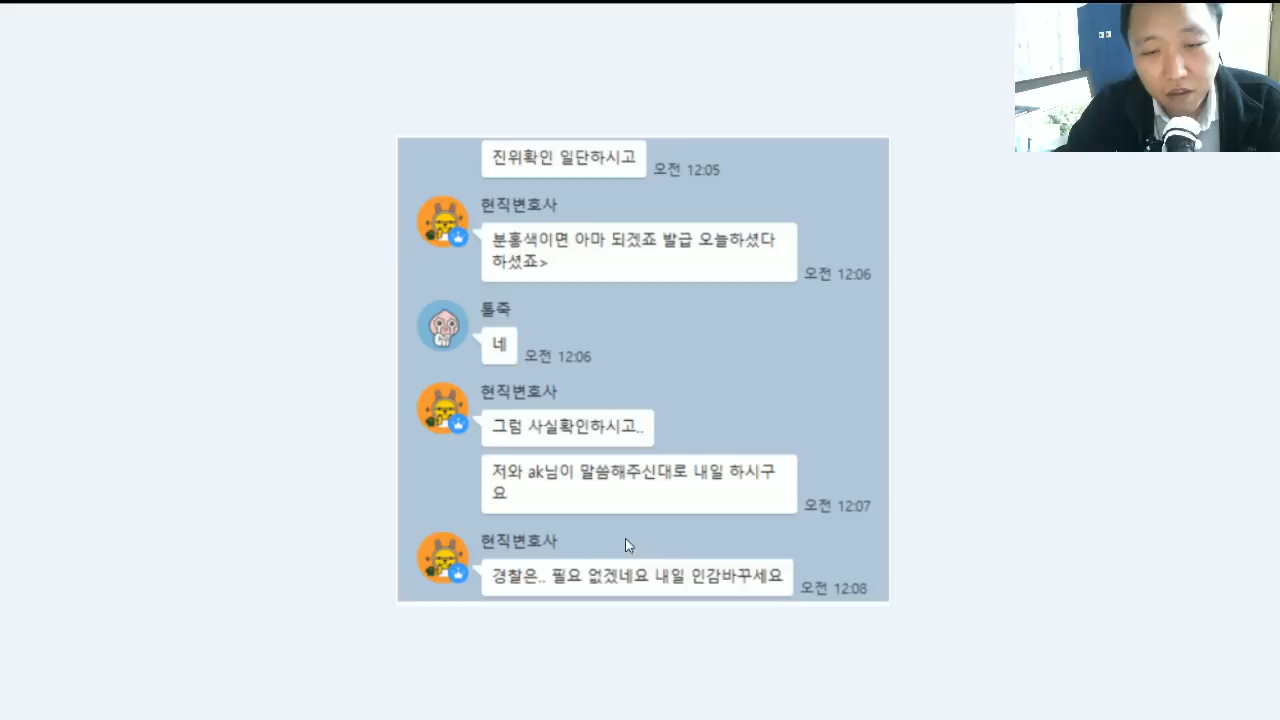 진위확인 일단하시고
오전 12:05
현직변호사
분홍색이면 아마 되겠죠 발급 오늘하셨다
하셨죠>
오전 12:06
톨죽
네
오전 12:06
현직변호사
그럼 사실확인하시고..
저와 ak님이 말씀해주신대로 내일 하시구
요
오전 12:07
현직변호사
경찰은.. 필요 없겠네요 내일 인감바꾸세요
오전 12:08